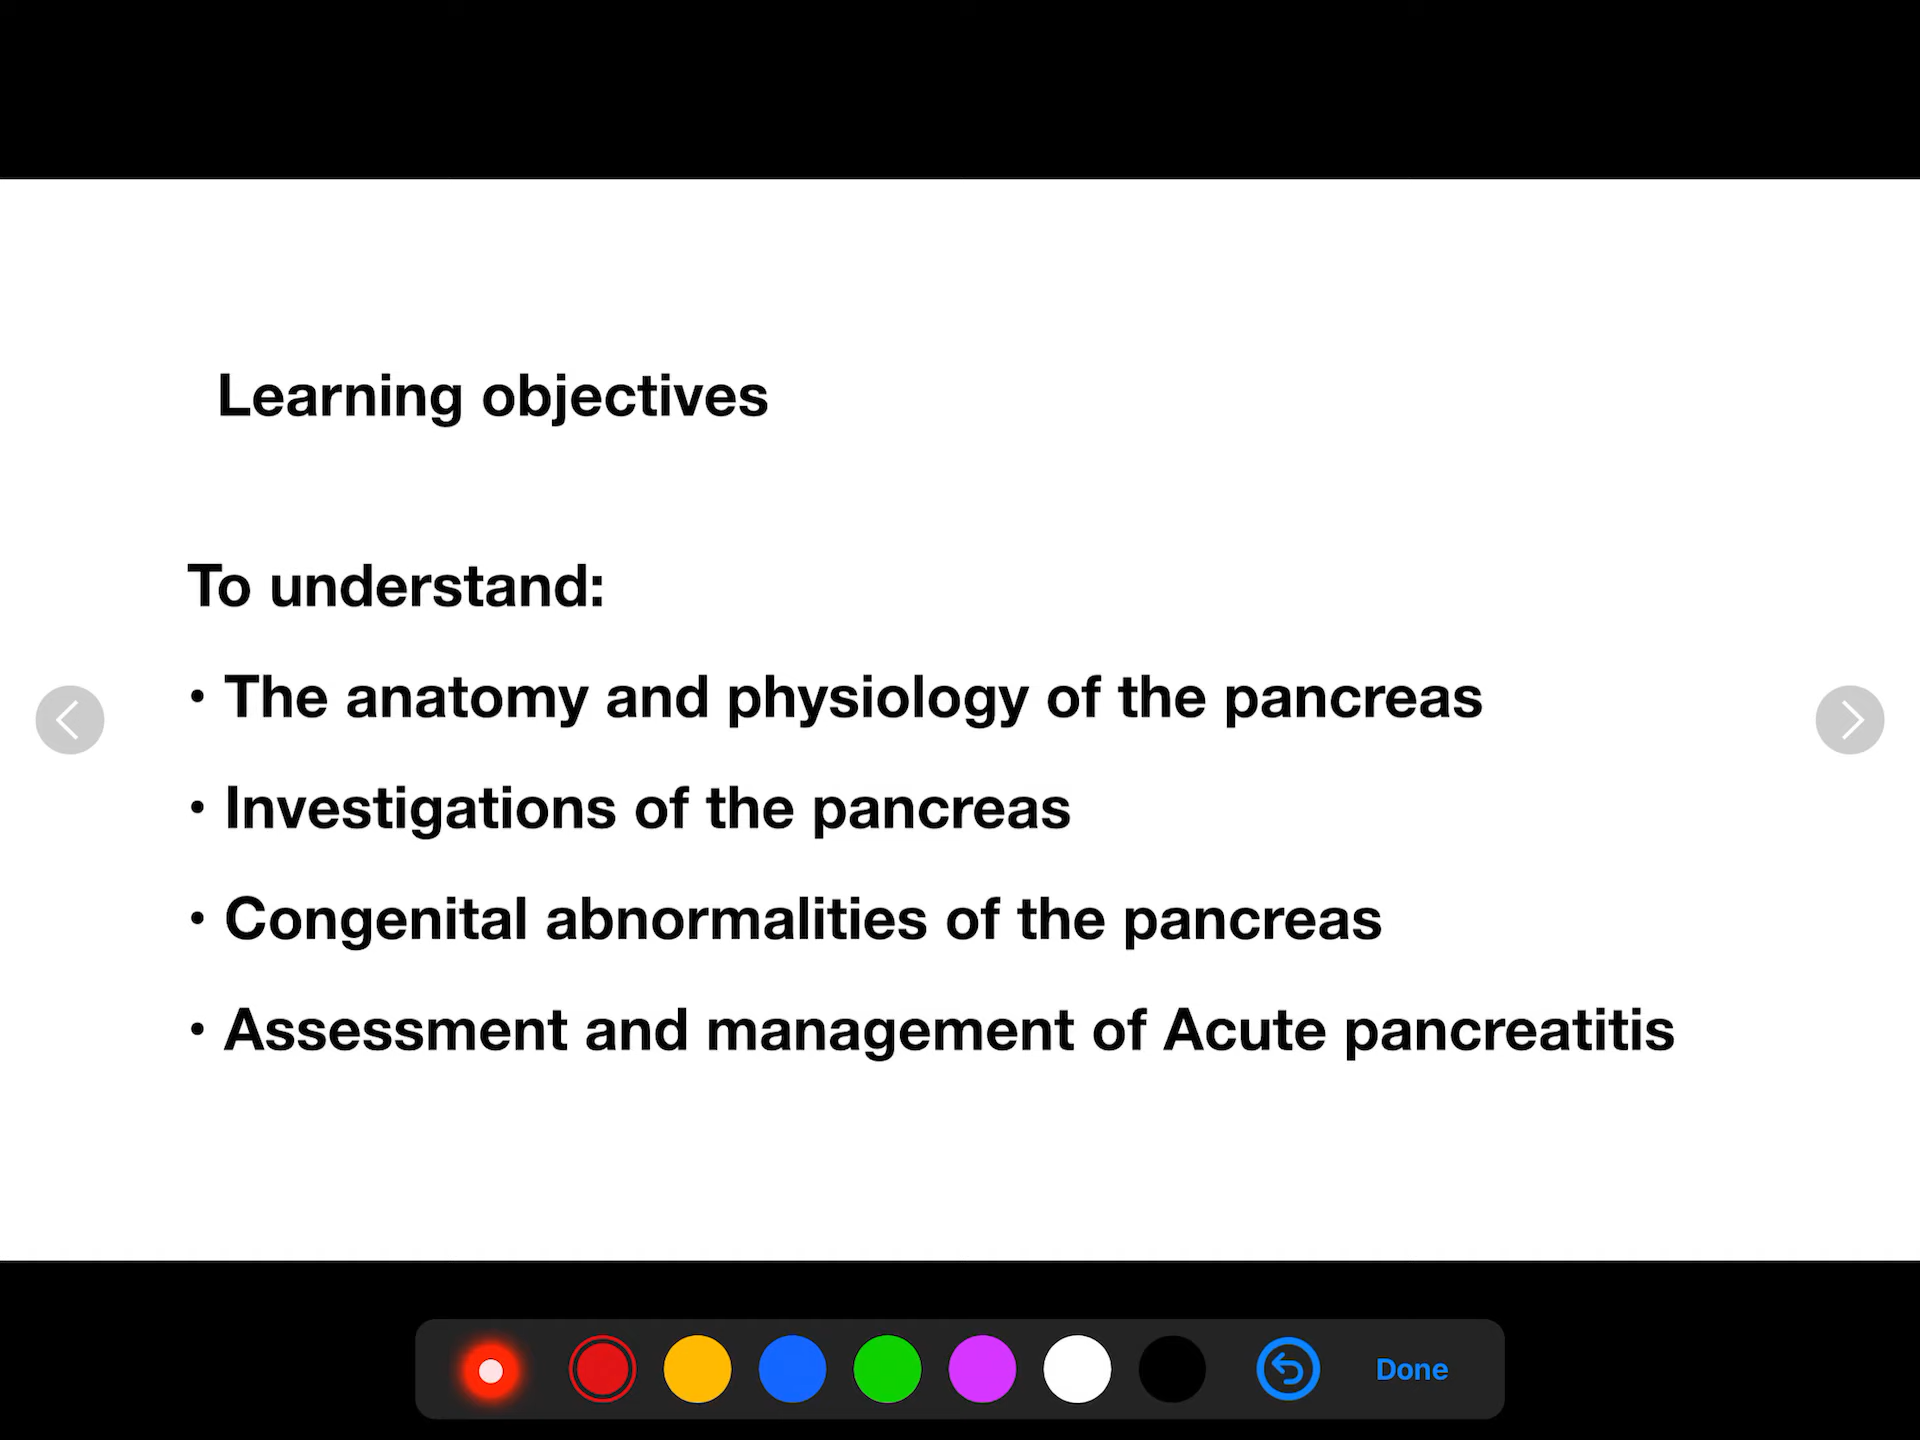 Learning objectives
To understand:
• The anatomy and physiology of the pancreas
• Investigations of the pancreas
• Congenital abnormalities of the pancreas
• Assessment and management of Acute pancreatitis
Done